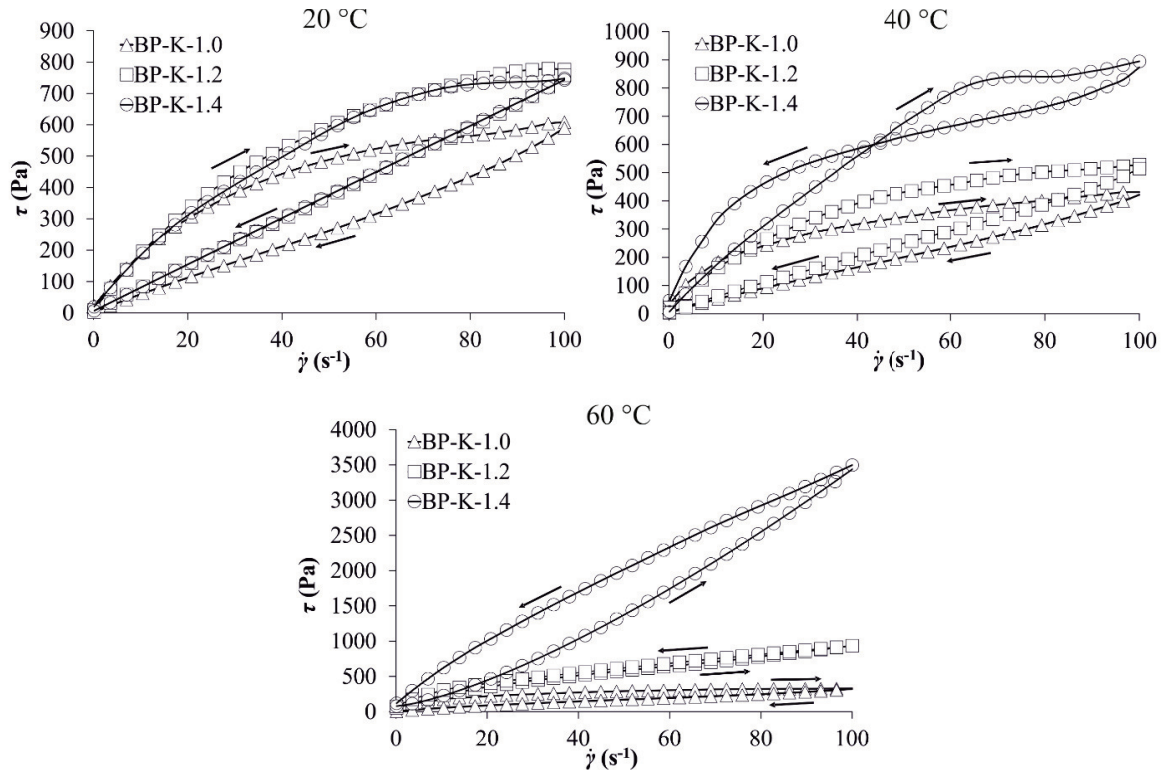 20 °C
900
800
700
600
500
400
300
200
100
0
τ (Pa)
BP-K-1.0
BP-K-1.2
BP-K-1.4
0 20 40 60 80 100
γ̇ (s⁻¹)
40 °C
1000
900
800
700
600
500
400
300
200
100
0
τ (Pa)
BP-K-1.0
BP-K-1.2
BP-K-1.4
0 20 40 60 80 100
γ̇ (s⁻¹)
60 °C
4000
3500
3000
2500
2000
1500
1000
500
0
τ (Pa)
BP-K-1.0
BP-K-1.2
BP-K-1.4
0 20 40 60 80 100
γ̇ (s⁻¹)